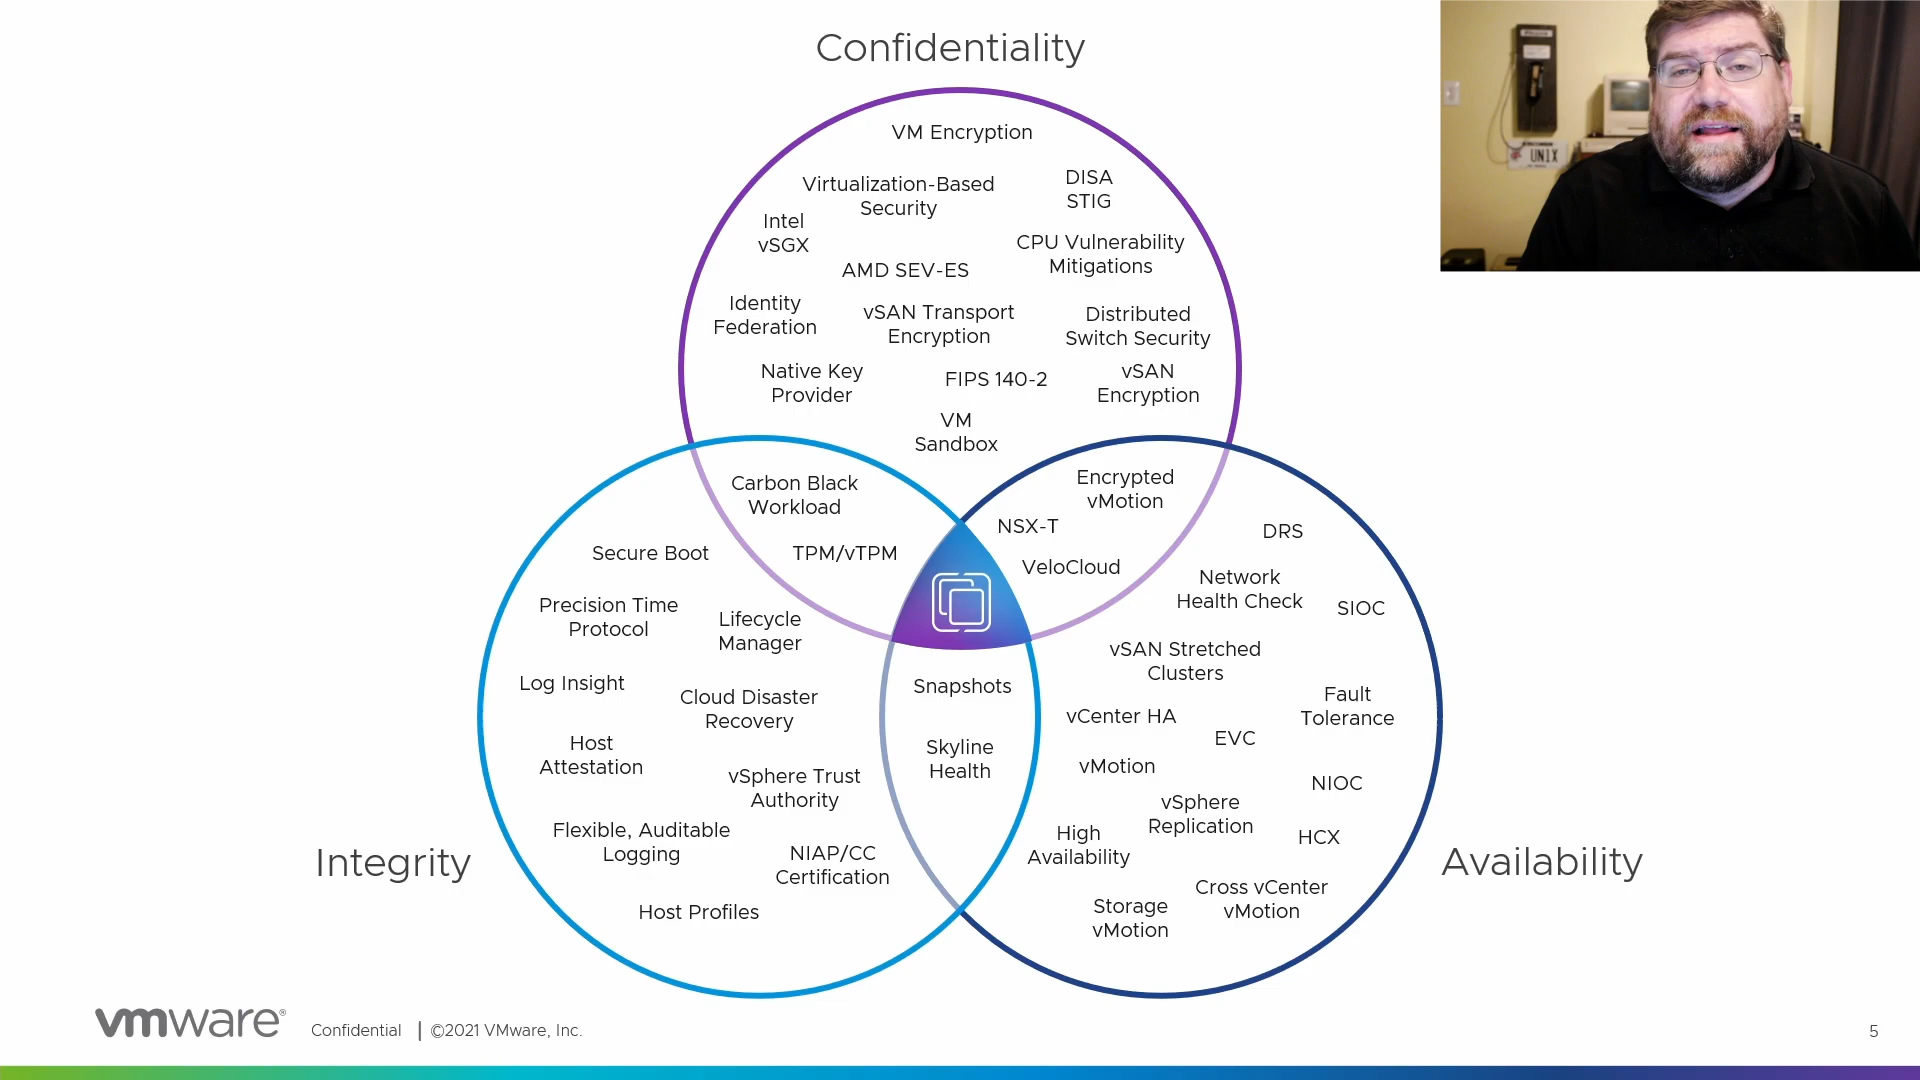 Confidentiality
VM Encryption
Virtualization-Based
Security
DISA
STIG
Intel
vSGX
CPU Vulnerability
Mitigations
AMD SEV-ES
Identity
Federation
vSAN Transport
Encryption
Distributed
Switch Security
Native Key
Provider
FIPS 140-2
vSAN
Encryption
VM
Sandbox
Carbon Black
Workload
TPM/vTPM
Encrypted
vMotion
NSX-T
VeloCloud
Secure Boot
Precision Time
Protocol
Lifecycle
Manager
Log Insight
Cloud Disaster
Recovery
Host
Attestation
vSphere Trust
Authority
Flexible, Auditable
Logging
NIAP/CC
Certification
Host Profiles
Snapshots
Skyline
Health
DRS
Network
Health Check
SIOC
vSAN Stretched
Clusters
Fault
Tolerance
vCenter HA
EVC
vMotion
NIOC
vSphere
Replication
High
Availability
HCX
Cross vCenter
vMotion
Storage
vMotion
Integrity
Availability
UNIX
vmware®
Confidential | ©2021 VMware, Inc.
5